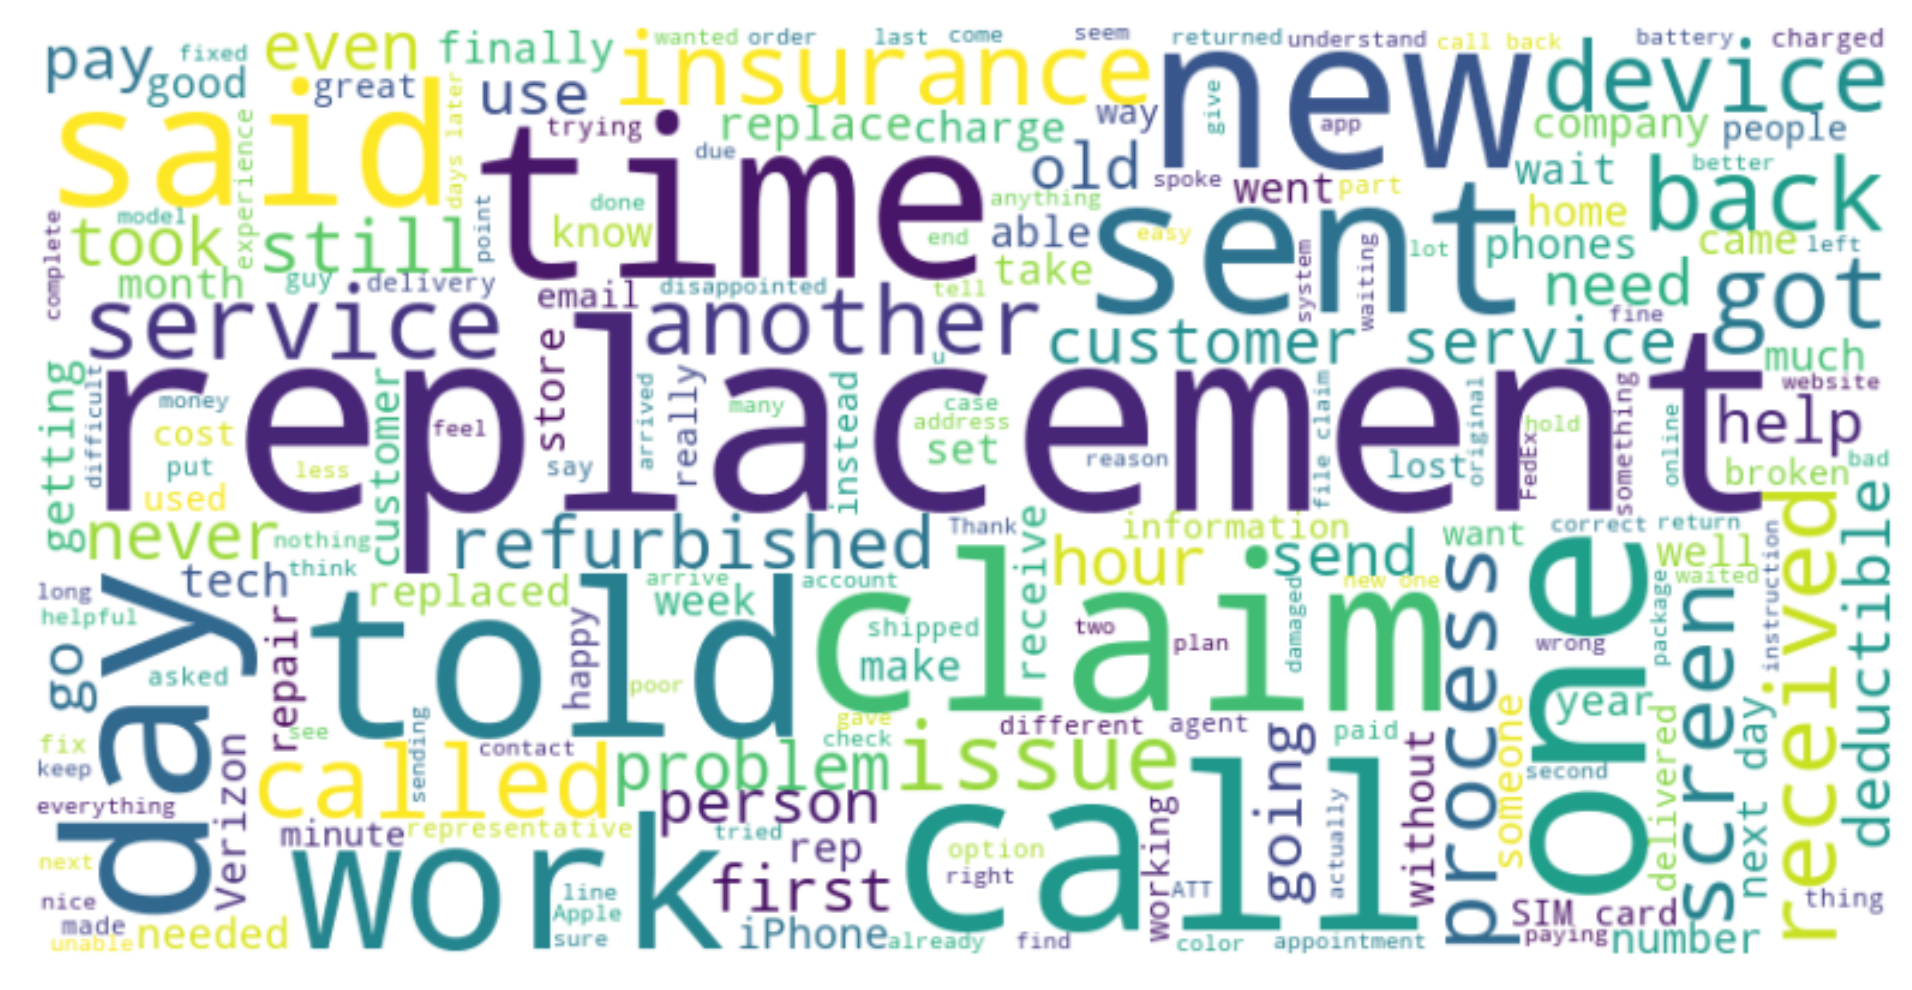 pay
fixed
even
finally
insurance
wanted
order
last
come
seem
new
returned
understand
call back
device
battery
charged
good
great
days later
use
said
time
trying
replace
charge
way
give
app
company
people
experience
due
old
spoke
went
part
wait
better
back
complete
took
model
still
point
done
know
end
anything
able
take
sent
easy
system
waiting
lot
home
phones
came
left
month
guy
delivery
email
disappointed
tell
need
fine
got
service
another
u
customer service
much
getting
difficult
replacement
money
cost
put
used
less
customer
feel
store
say
arrived
really
many
instead
case
address
set
reason
file claim
lost
original
FedEx
hold
something
online
website
help
broken
bad
never
nothing
think
refurbished
Thank
receive
information
hour
send
want
correct
return
well
waited
instruction
received
deductible
long
helpful
day
tech
replaced
arrive
week
account
claim
new one
damaged
process
one
package
screen
go
asked
repair
told
happy
poor
shipped
make
two
plan
wrong
year
fix
keep
see
sending
contact
gave
check
different
agent
paid
someone
second
delivered
next day
everything
Verizon
called
problem
issue
going
without
minute
representative
person
tried
rep
call
working
actually
next
nice
made
unable
needed
work
line
Apple
sure
first
iPhone
option
right
already
find
ATT
color
appointment
SIM card
paying
number
thing